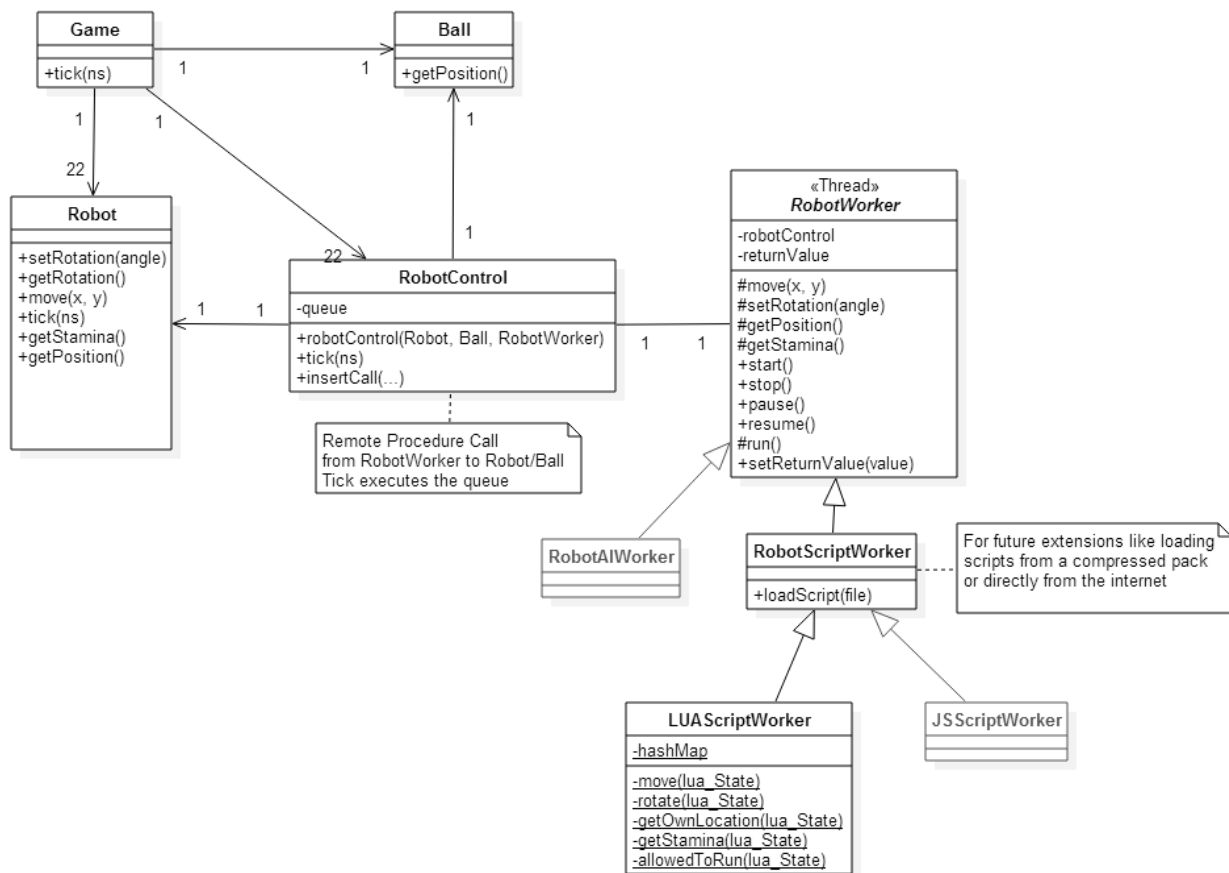 Game
+tick(ns)
Ball
+getPosition()
1
1
1
1
1
22
22
1
1
Robot
+setRotation(angle)
+getRotation()
+move(x, y)
+tick(ns)
+getStamina()
+getPosition()
1
1
RobotControl
-queue
+robotControl(Robot, Ball, RobotWorker)
+tick(ns)
+insertCall(...)
1
1
Remote Procedure Call
from RobotWorker to Robot/Ball
Tick executes the queue
«Thread»
RobotWorker
-robotControl
-returnValue
#move(x, y)
#setRotation(angle)
#getPosition()
#getStamina()
+start()
+stop()
+pause()
+resume()
#run()
+setReturnValue(value)
RobotAIWorker
RobotScriptWorker
+loadScript(file)
For future extensions like loading
scripts from a compressed pack
or directly from the internet
LUAScriptWorker
-hashMap
-move(lua_State)
-rotate(lua_State)
-getOwnLocation(lua_State)
-getStamina(lua_State)
-allowedToRun(lua_State)
JSScriptWorker